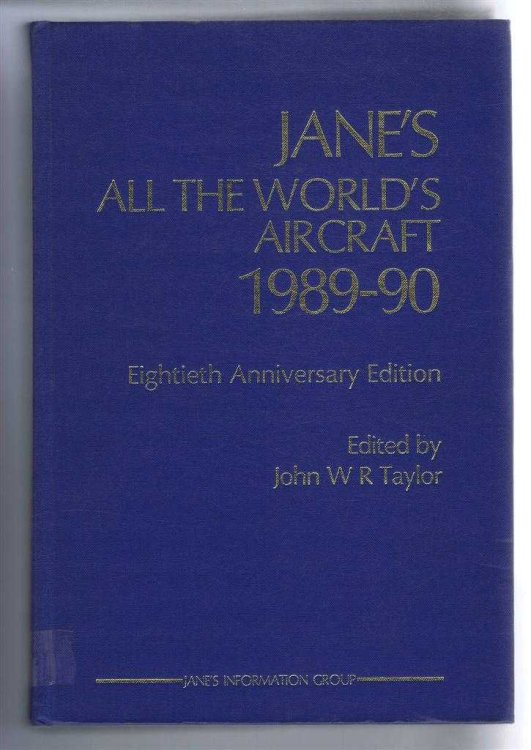 JANE'S
ALL THE WORLD'S
AIRCRAFT
1989-90
Eightieth Anniversary Edition
Edited by
John W R Taylor
JANE'S INFORMATION GROUP